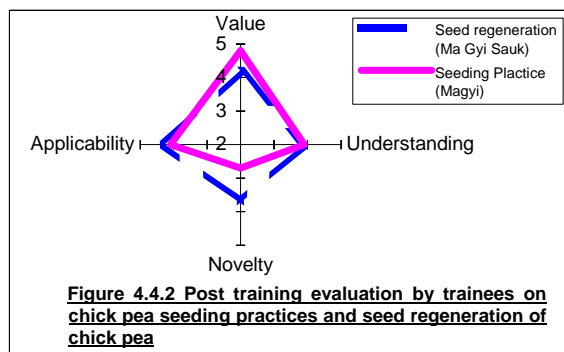 Value
5
4
3
2
Applicability
Understanding
Novelty
Seed regeneration
(Ma Gyi Sauk)
Seeding Plactice
(Magyi)
Figure 4.4.2 Post training evaluation by trainees on
chick pea seeding practices and seed regeneration of
chick pea